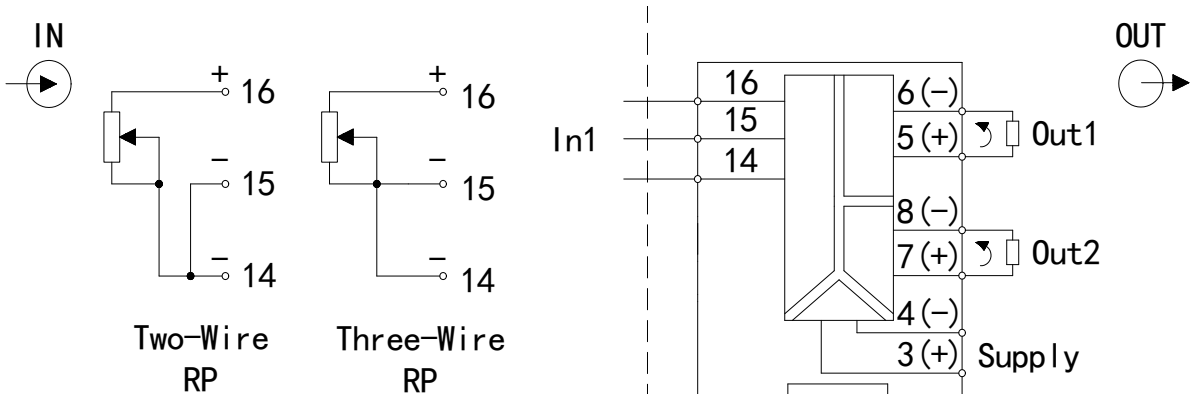 IN
+
16
−
15
−
14
Two-Wire
RP
+
16
−
15
−
14
Three-Wire
RP
In1
16
15
14
6(−)
5(+)
Out1
8(−)
7(+)
Out2
4(−)
3(+)
Supply
OUT